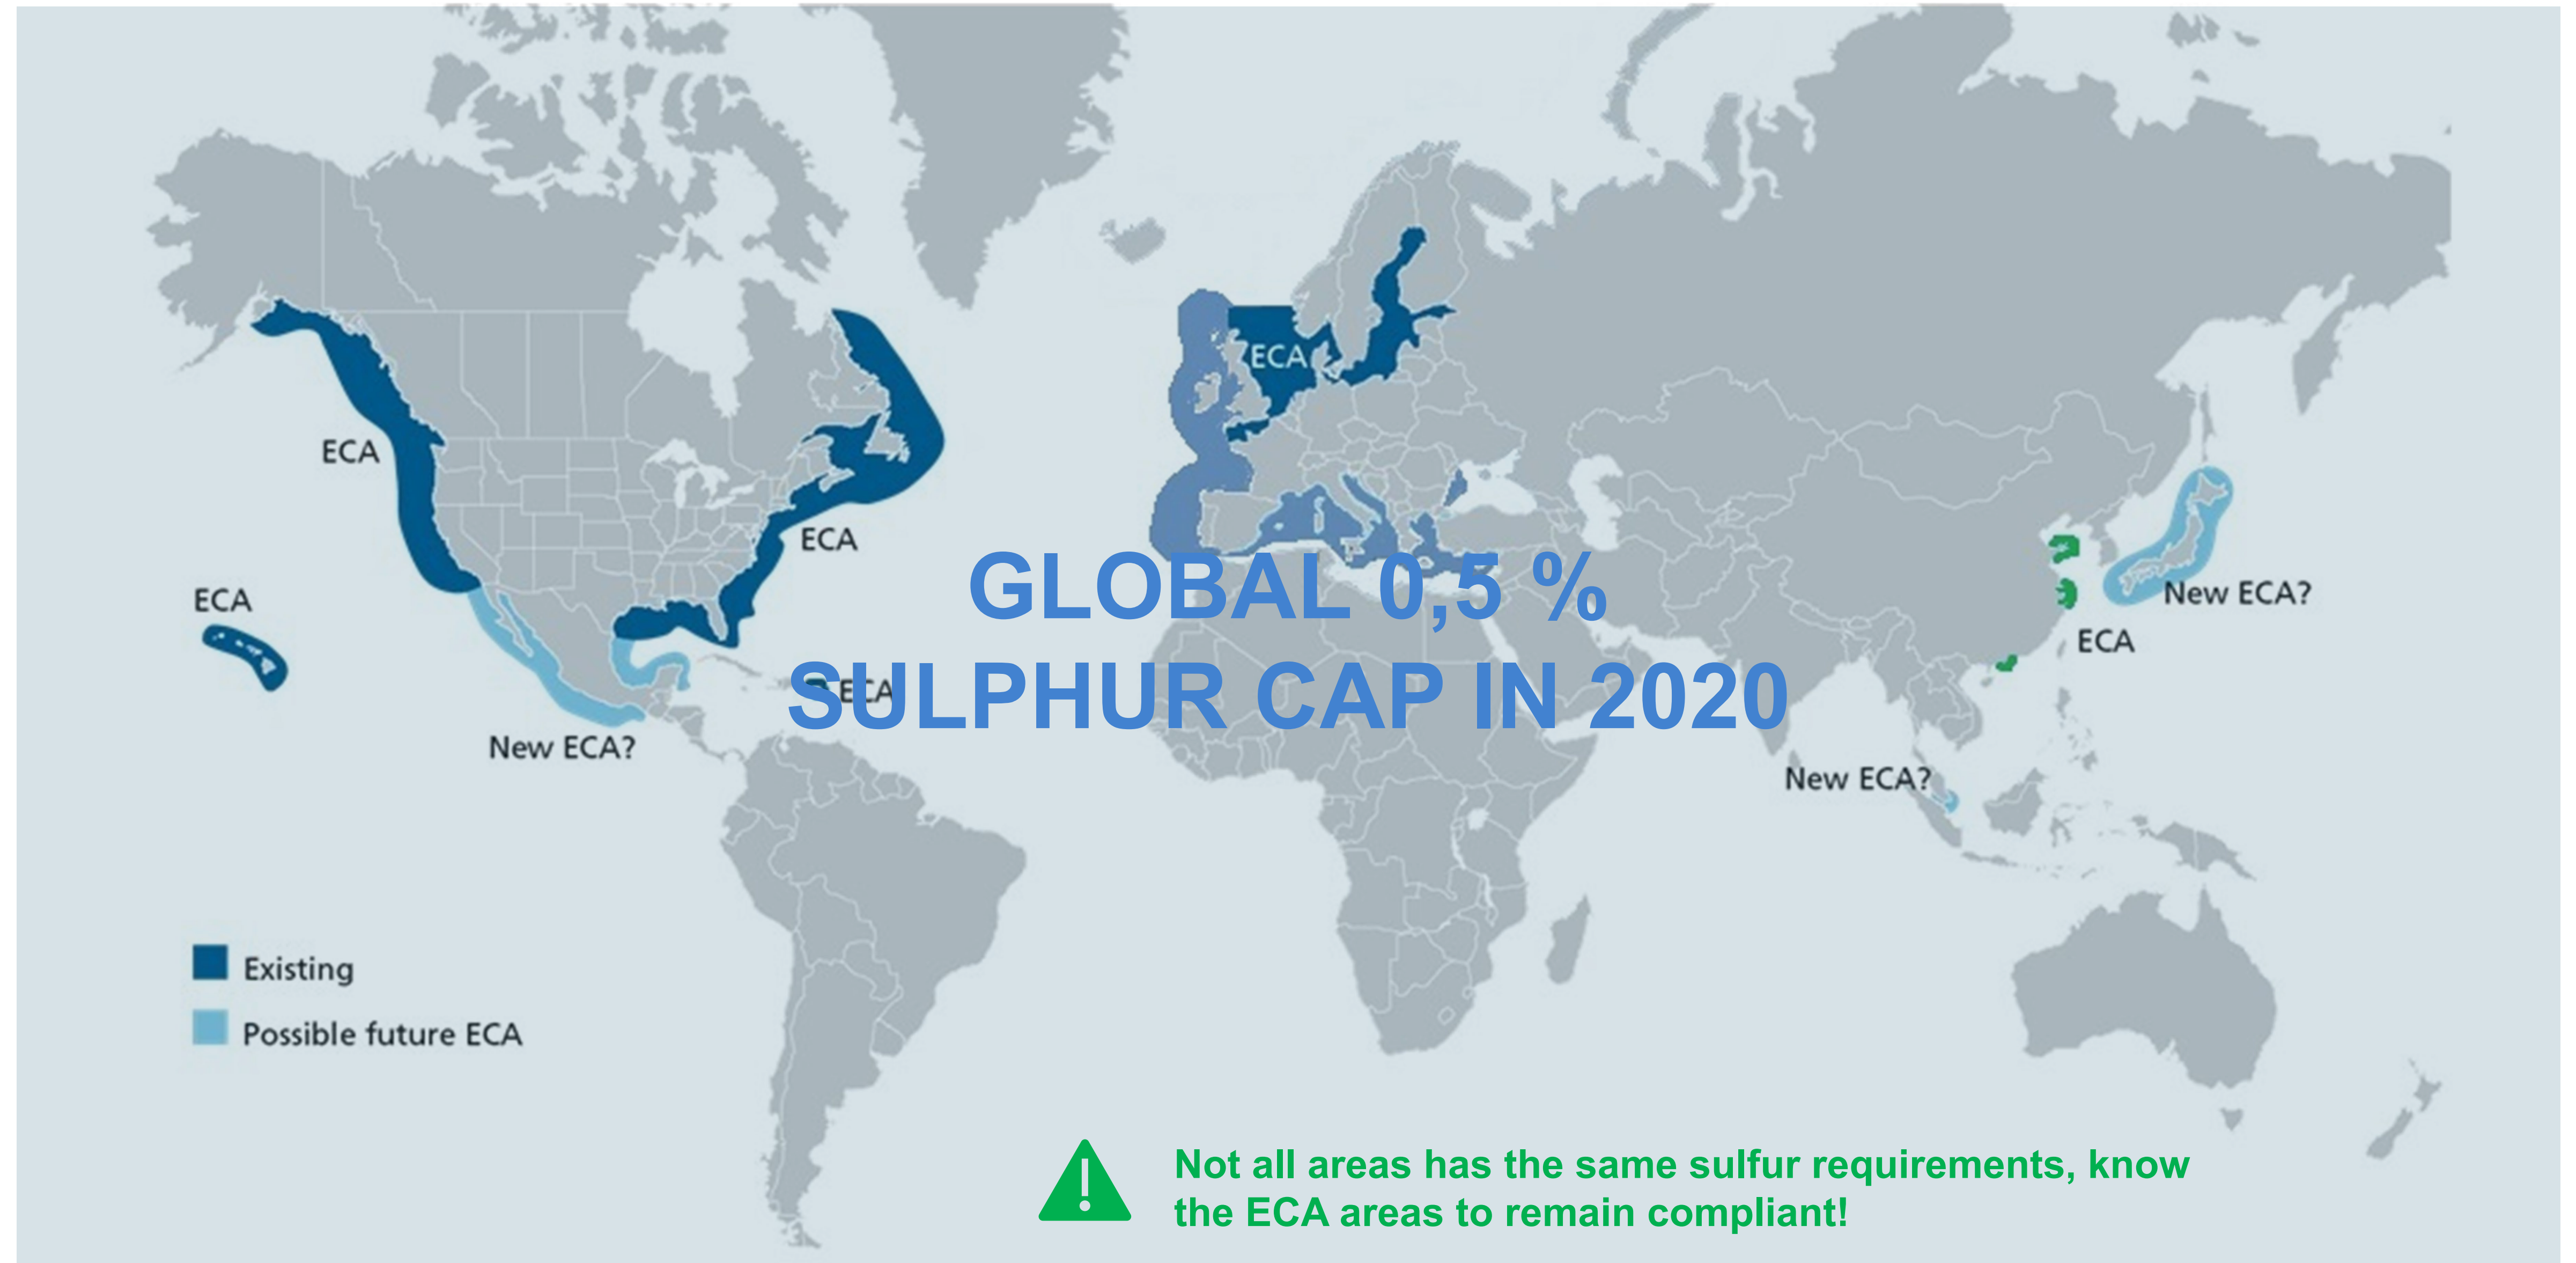 ECA
ECA
ECA
ECA
GLOBAL 0,5 %
SULPHUR CAP IN 2020
ECA
New ECA?
ECA
New ECA?
New ECA?
Existing
Possible future ECA
Not all areas has the same sulfur requirements, know
the ECA areas to remain compliant!